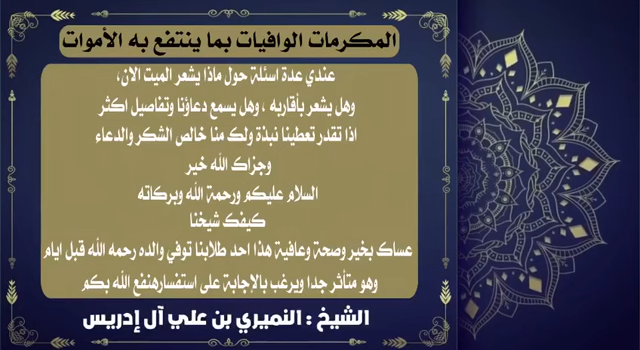 المكرمات الوافيات بما ينتفع به الأموات
عندي عدة اسئلة حول ماذا يشعر الميت الان،
وهل يشعر بأقاربه ، وهل يسمع دعاؤنا وتفاصيل اكثر
اذا تقدر تعطينا نبذة ولك منا خالص الشكر والدعاء
وجزاك الله خير
السلام عليكم ورحمة الله وبركاته
كيفك شيخنا
عساك بخير وصحة وعافية هذا احد طلابنا توفي والده رحمه الله قبل ايام
وهو متأثر جدا ويرغب بالإجابة على استفسارهنفع الله بكم
الشيخ : النميري بن علي آل إدريس